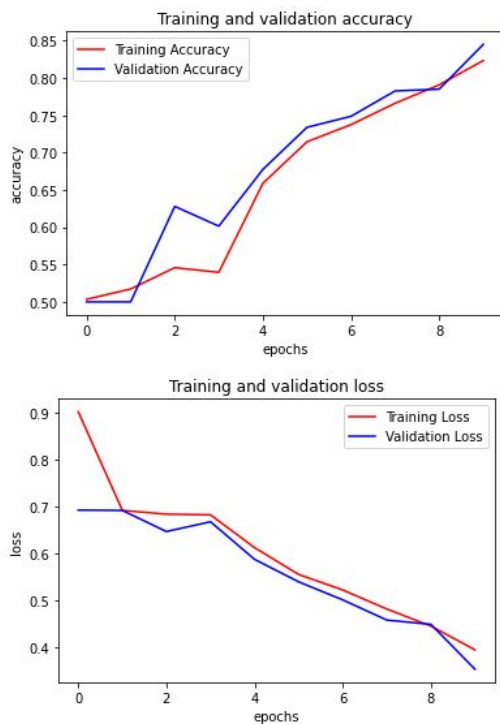 Training and validation accuracy
0.85
0.80
0.75
0.70
0.65
0.60
0.55
0.50
accuracy
Training Accuracy
Validation Accuracy
0 2 4 6 8
epochs
Training and validation loss
0.9
0.8
0.7
0.6
0.5
0.4
loss
Training Loss
Validation Loss
0 2 4 6 8
epochs